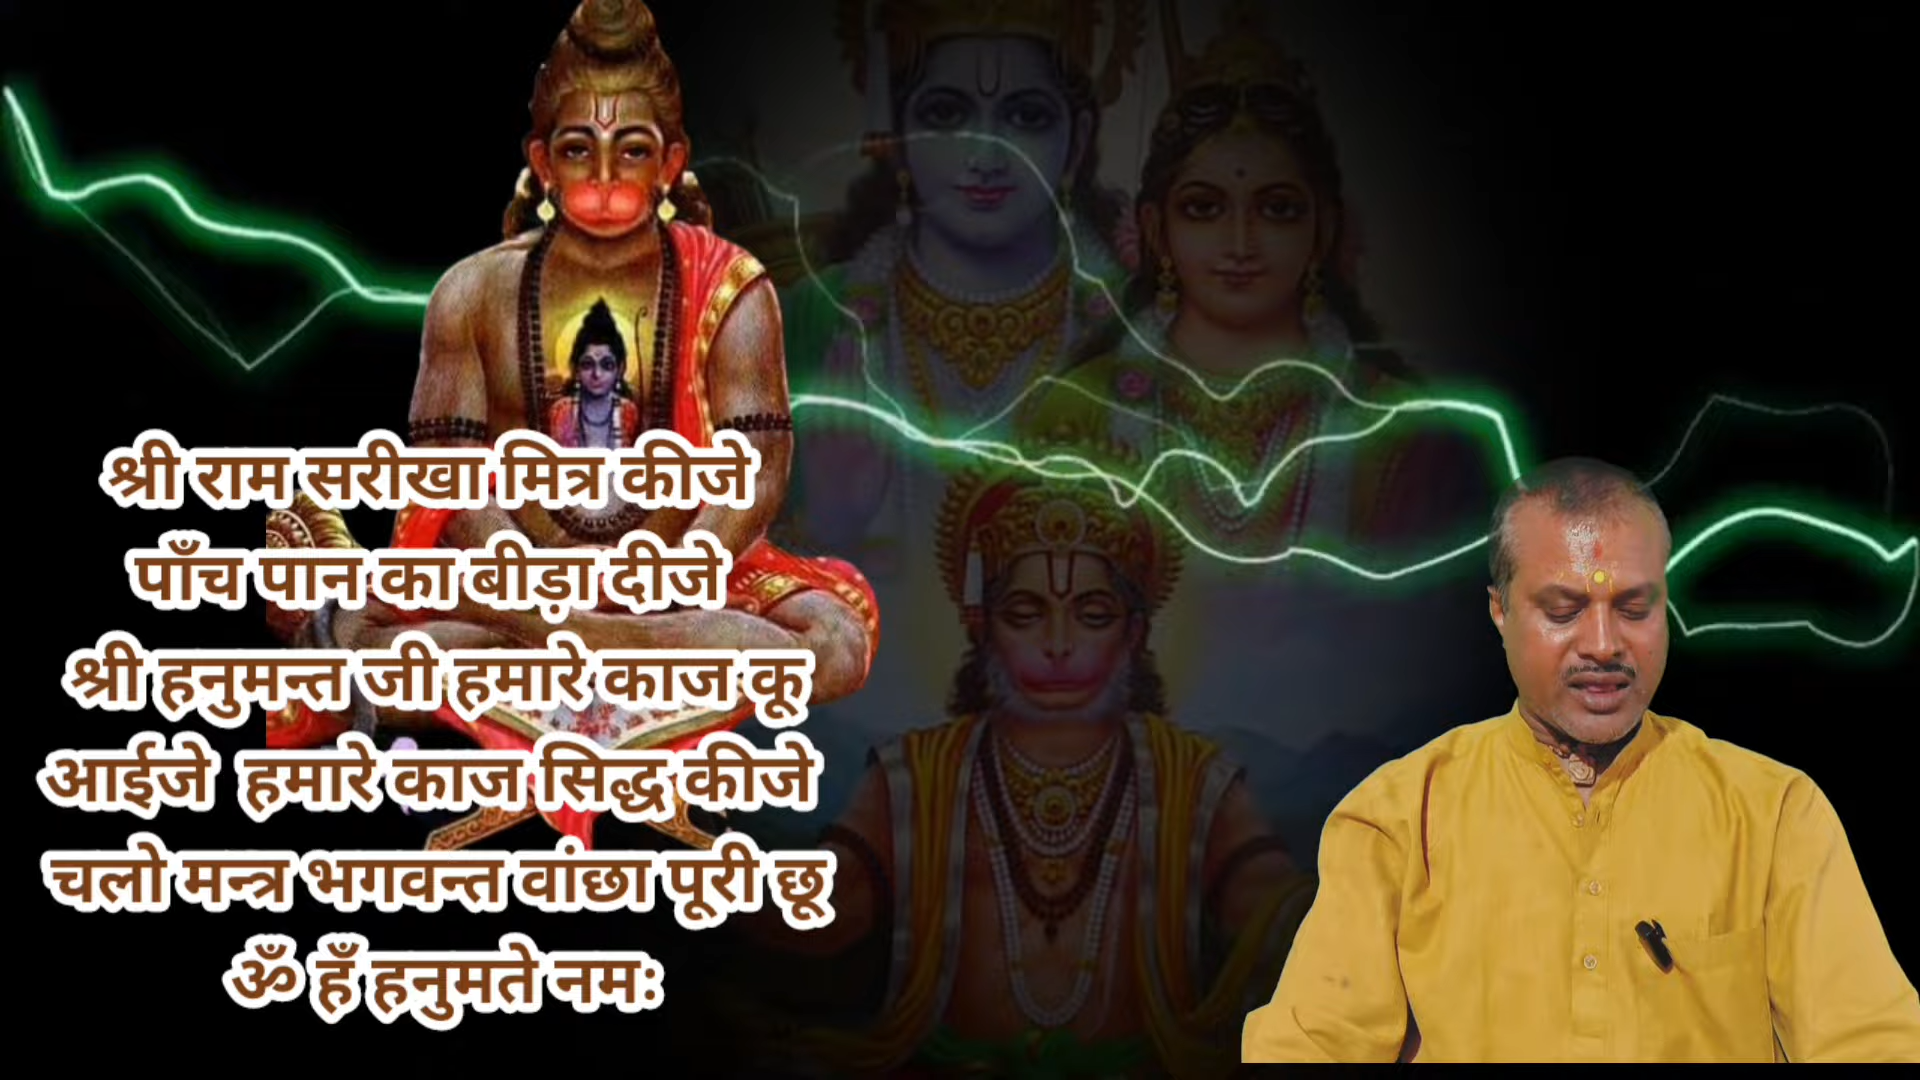 श्री राम सरीखा मित्र कीजे
पाँच पान का बीड़ा दीजे
श्री हनुमन्त जी हमारे काज कू
आईजे हमारे काज सिद्ध कीजे
चलो मन्त्र भगवन्त वांछा पूरी छू
ॐ हँ हनुमते नमः